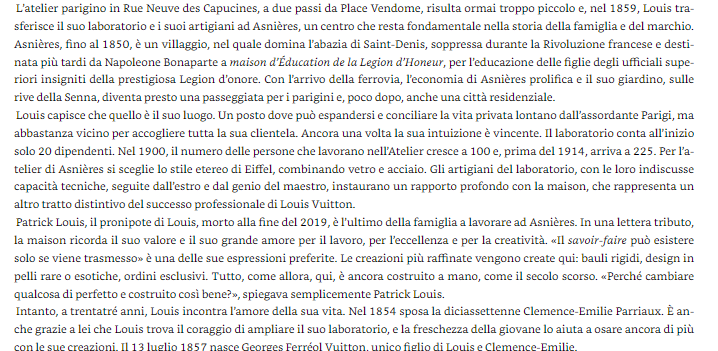 L'atelier parigino in Rue Neuve des Capucines, a due passi da Place Vendome, risulta ormai troppo piccolo e, nel 1859, Louis tra-
sferisce il suo laboratorio e i suoi artigiani ad Asnières, un centro che resta fondamentale nella storia della famiglia e del marchio.
Asnières, fino al 1850, è un villaggio, nel quale domina l'abazia di Saint-Denis, soppressa durante la Rivoluzione francese e desti-
nata più tardi da Napoleone Bonaparte a maison d'Éducation de la Legion d'Honeur, per l'educazione delle figlie degli ufficiali supe-
riori insigniti della prestigiosa Legion d'onore. Con l'arrivo della ferrovia, l'economia di Asnières prolifica e il suo giardino, sulle
rive della Senna, diventa presto una passeggiata per i parigini e, poco dopo, anche una città residenziale.
Louis capisce che quello è il suo luogo. Un posto dove può espandersi e conciliare la vita privata lontano dall'assordante Parigi, ma
abbastanza vicino per accogliere tutta la sua clientela. Ancora una volta la sua intuizione è vincente. Il laboratorio conta all'inizio
solo 20 dipendenti. Nel 1900, il numero delle persone che lavorano nell'Atelier cresce a 100 e, prima del 1914, arriva a 225. Per l'a-
telier di Asnières si sceglie lo stile etereo di Eiffel, combinando vetro e acciaio. Gli artigiani del laboratorio, con le loro indiscusse
capacità tecniche, seguite dall'estro e dal genio del maestro, instaurano un rapporto profondo con la maison, che rappresenta un
altro tratto distintivo del successo professionale di Louis Vuitton.
Patrick Louis, il pronipote di Louis, morto alla fine del 2019, è l'ultimo della famiglia a lavorare ad Asnières. In una lettera tributo,
la maison ricorda il suo valore e il suo grande amore per il lavoro, per l'eccellenza e per la creatività. «Il savoir-faire può esistere
solo se viene trasmesso» è una delle sue espressioni preferite. Le creazioni più raffinate vengono create qui: bauli rigidi, design in
pelli rare o esotiche, ordini esclusivi. Tutto, come allora, qui, è ancora costruito a mano, come il secolo scorso. «Perché cambiare
qualcosa di perfetto e costruito così bene?», spiegava semplicemente Patrick Louis.
Intanto, a trentatré anni, Louis incontra l'amore della sua vita. Nel 1854 sposa la diciassettenne Clemence-Emilie Parriaux. È an-
che grazie a lei che Louis trova il coraggio di ampliare il suo laboratorio, e la freschezza della giovane lo aiuta a osare ancora di più
con le sue creazioni. Il 13 luglio 1857 nasce Georges Ferréol Vuitton, unico figlio di Louis e Clemence-Emilie.